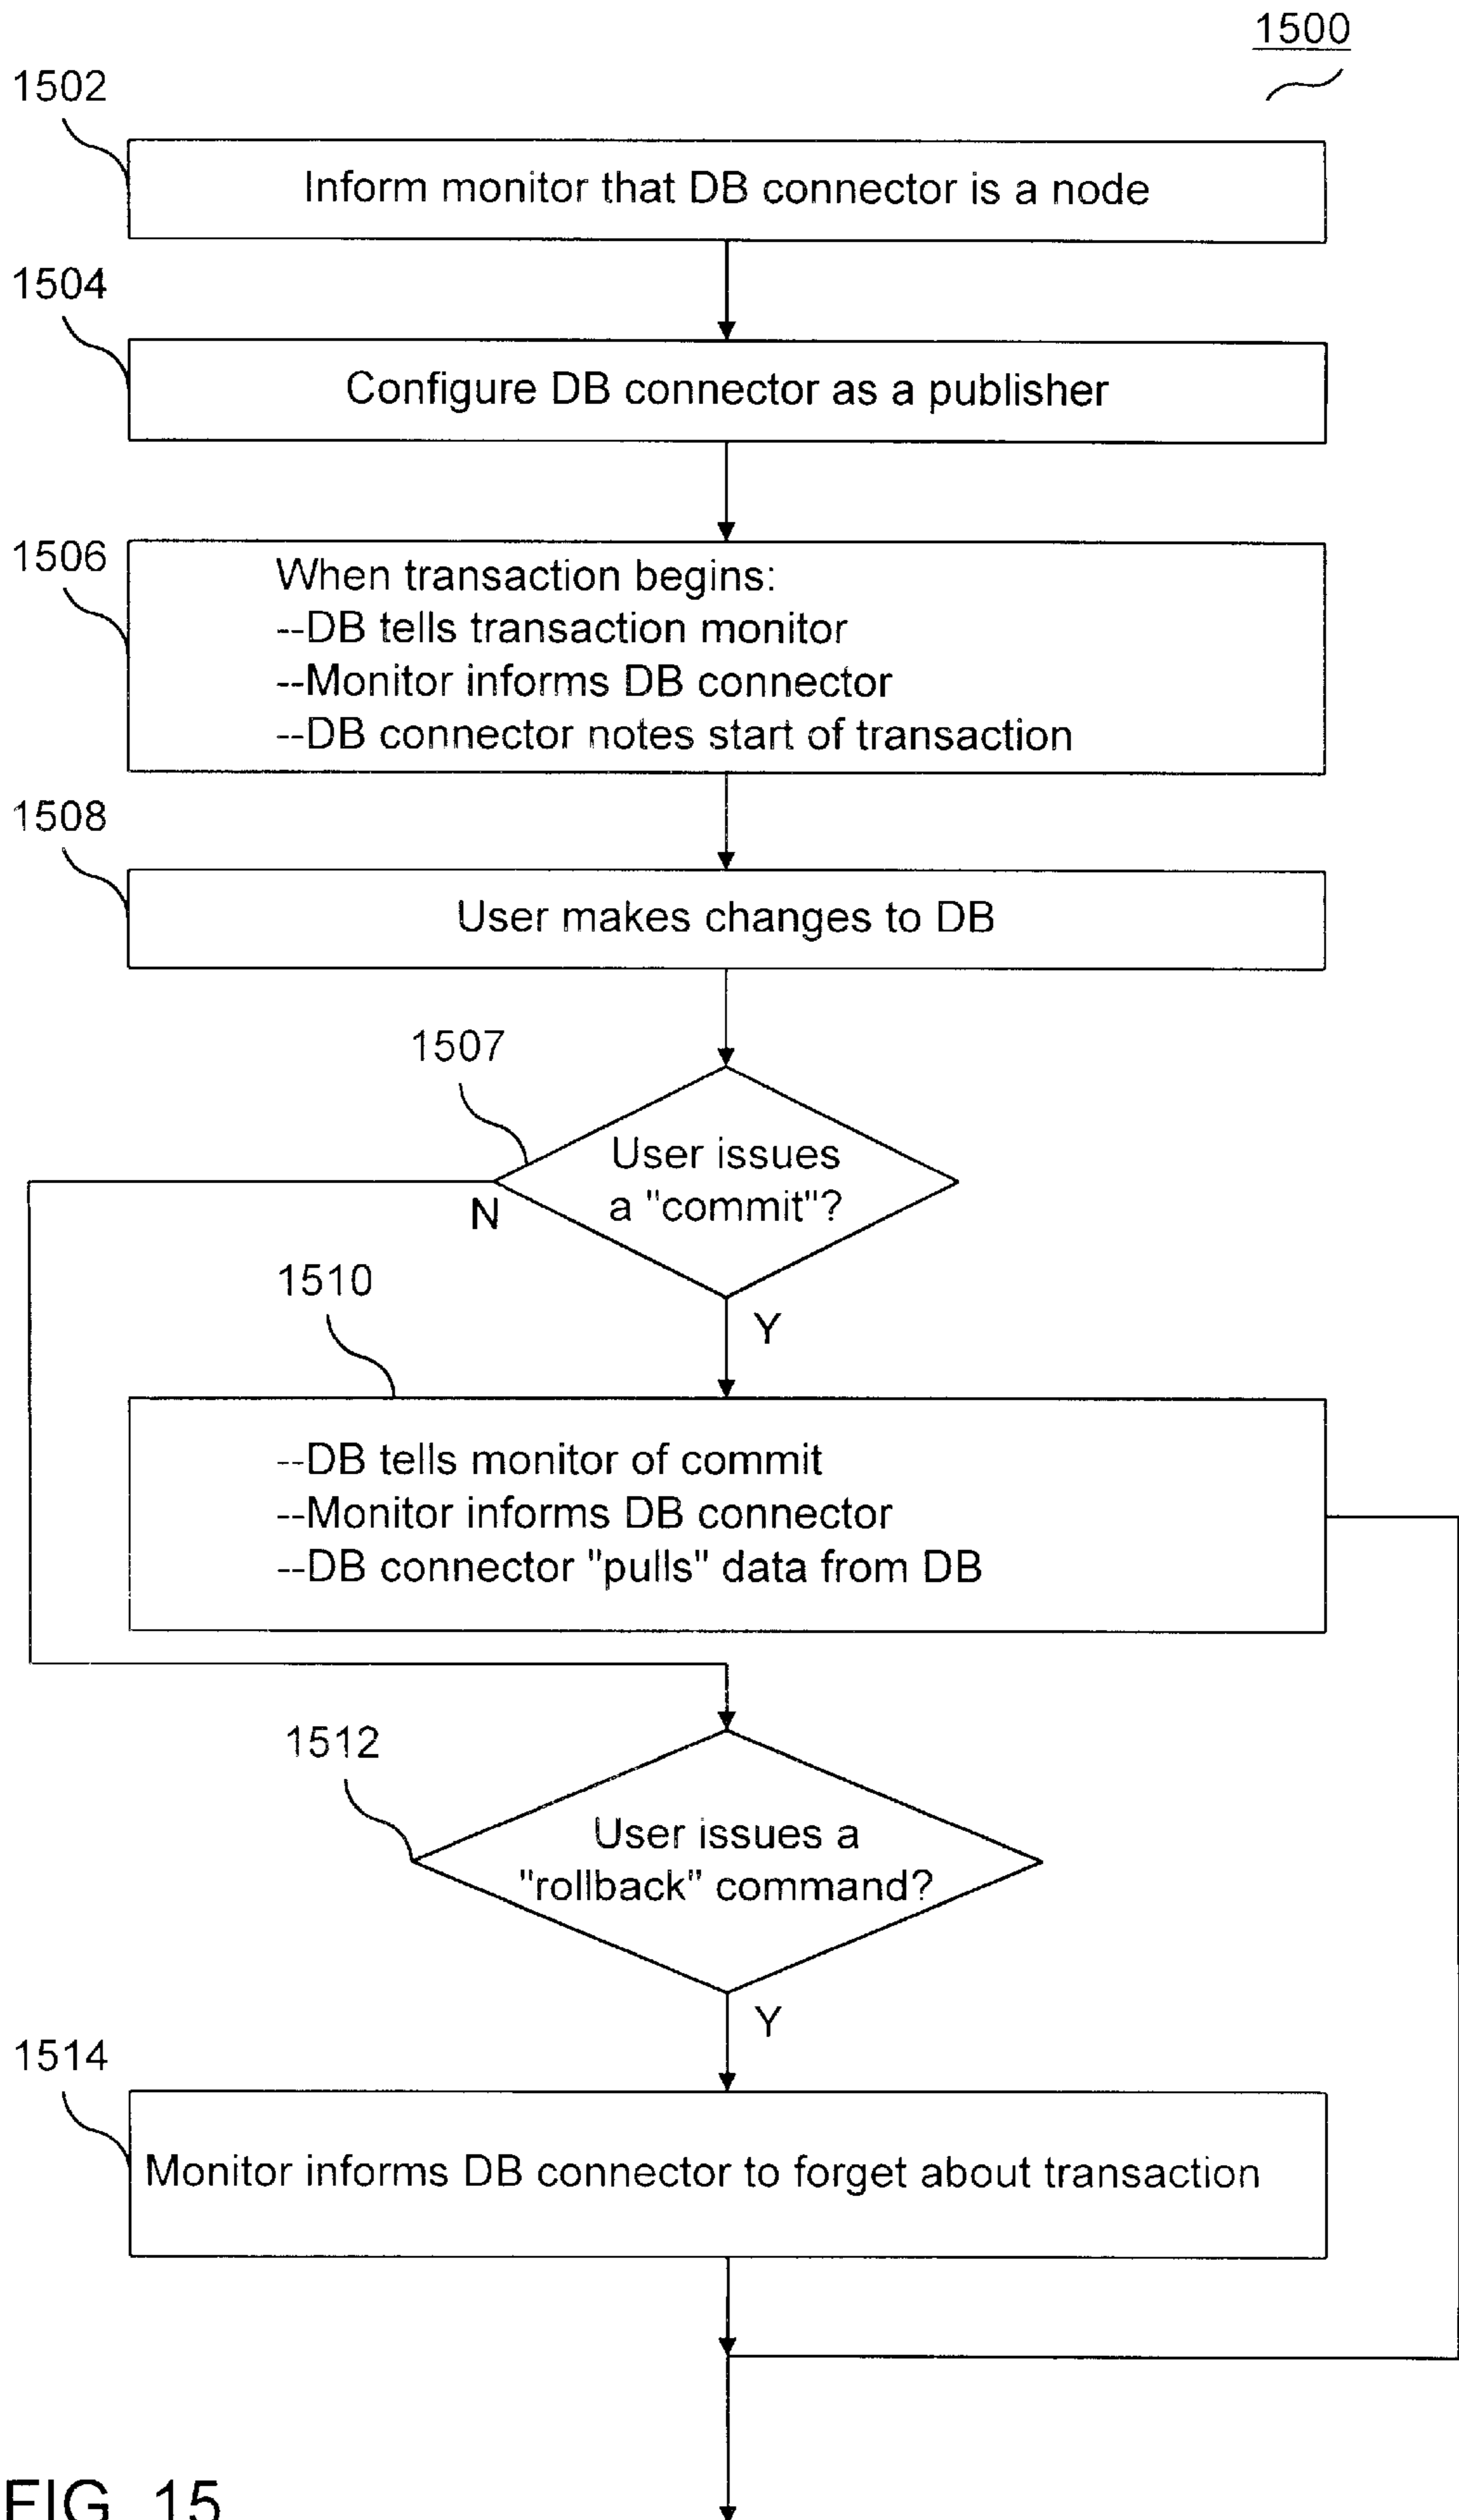 1500
1502
Inform monitor that DB connector is a node
1504
Configure DB connector as a publisher
1506
When transaction begins:
--DB tells transaction monitor
--Monitor informs DB connector
--DB connector notes start of transaction
1508
User makes changes to DB
1507
User issues
a "commit"?
N
Y
1510
--DB tells monitor of commit
--Monitor informs DB connector
--DB connector "pulls" data from DB
1512
User issues a
"rollback" command?
Y
1514
Monitor informs DB connector to forget about transaction
FIG. 15